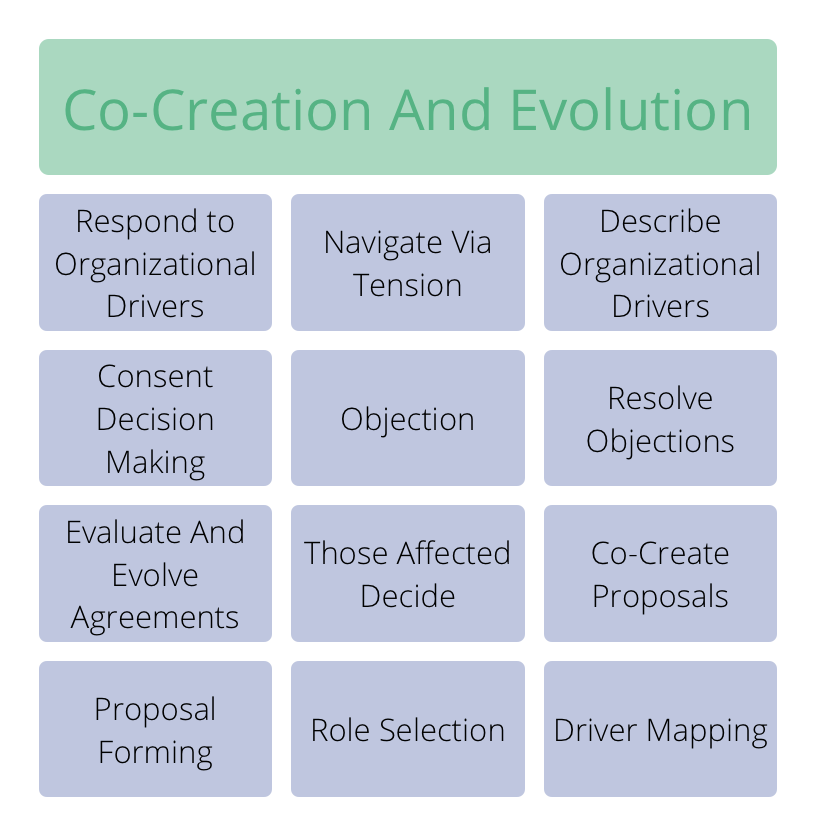 Co-Creation And Evolution
Respond to
Organizational
Drivers
Navigate Via
Tension
Describe
Organizational
Drivers
Consent
Decision
Making
Objection
Resolve
Objections
Evaluate And
Evolve
Agreements
Those Affected
Decide
Co-Create
Proposals
Proposal
Forming
Role Selection
Driver Mapping